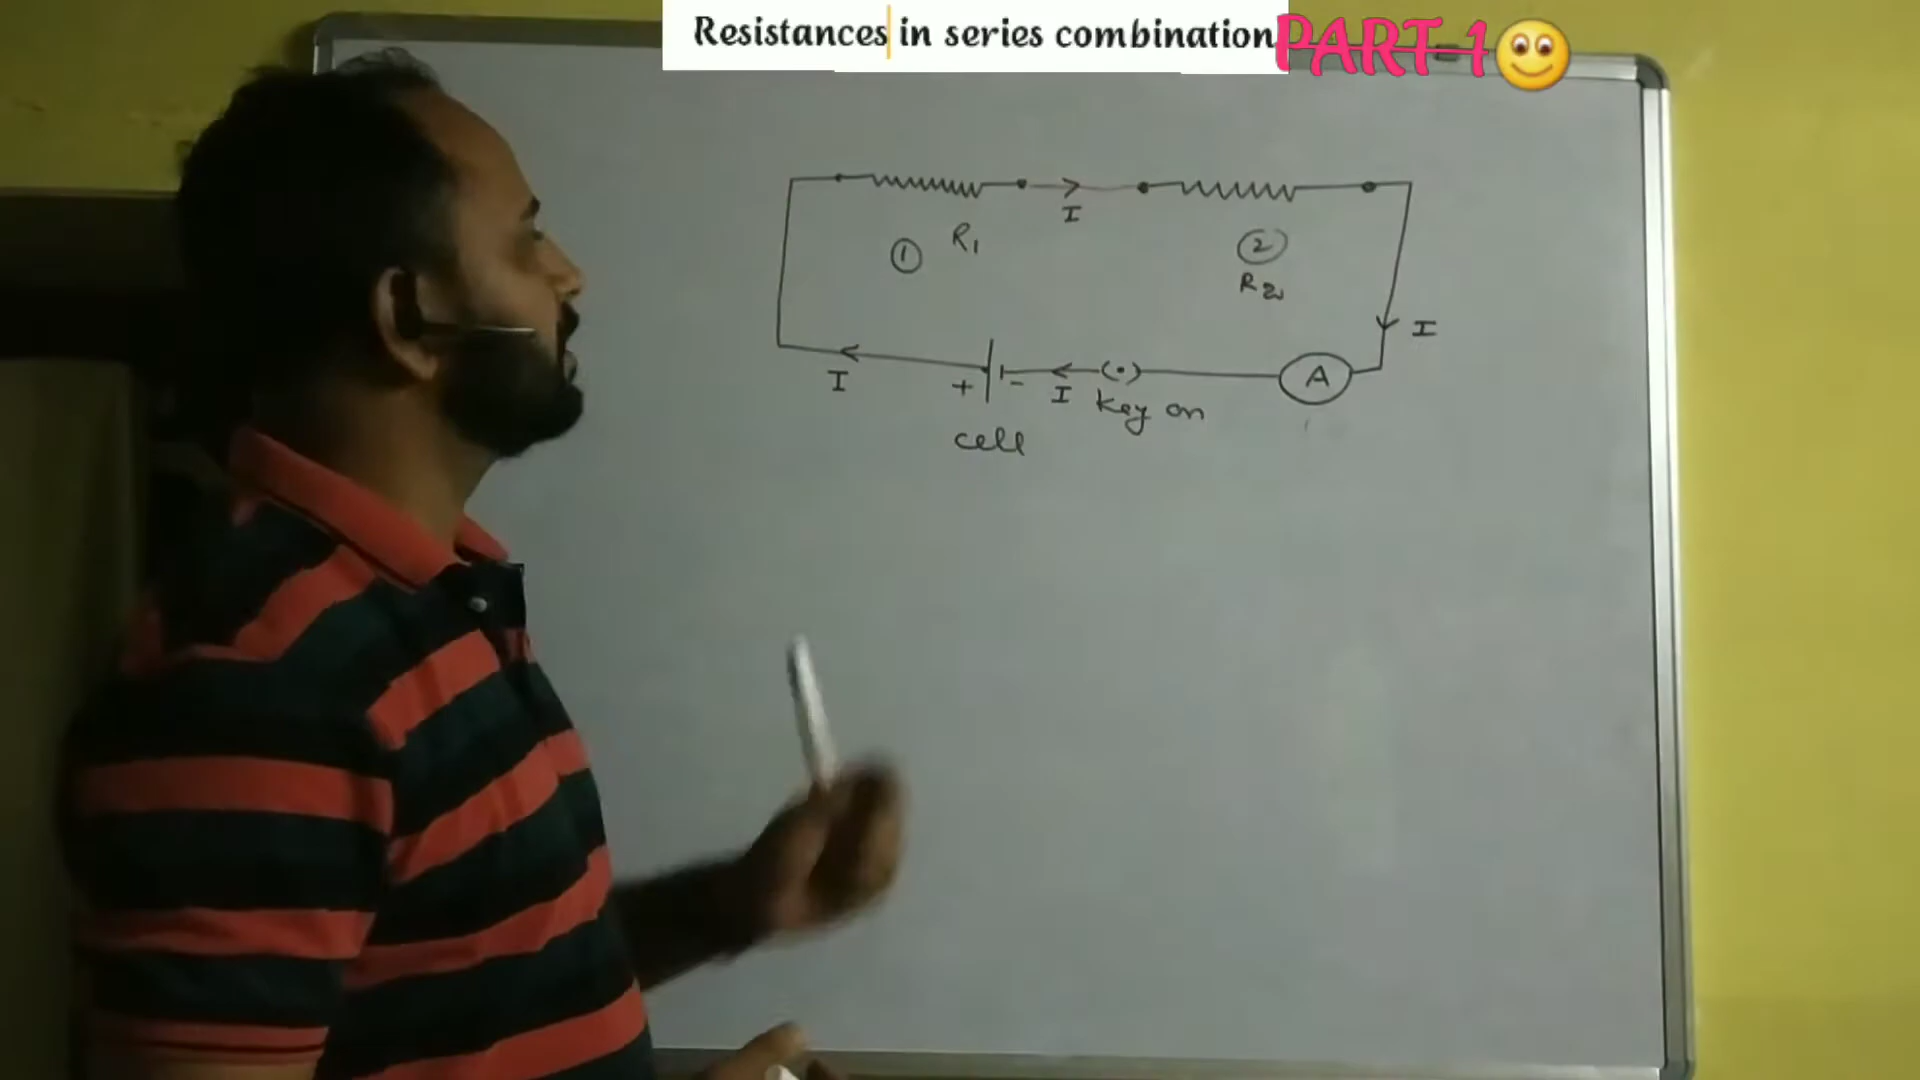 Resistances in series combination PART-1
I
R1
1
2
R2
I
A
I
+
-
I
Key on
cell